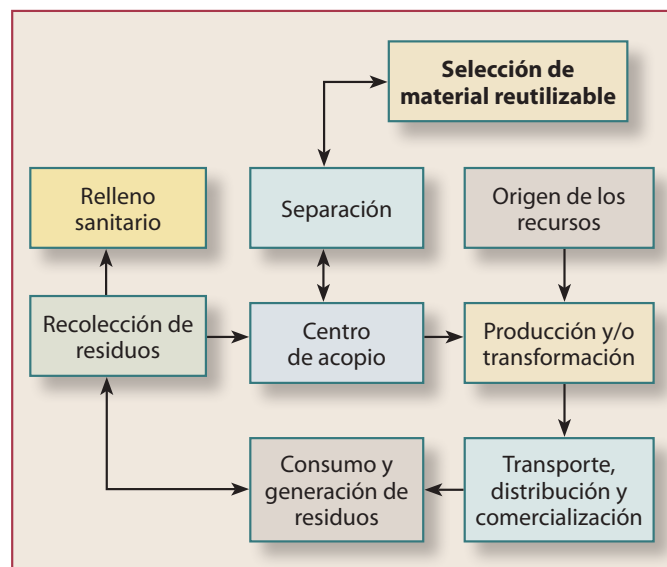 Selección de
material reutilizable
Relleno
sanitario
Separación
Origen de los
recursos
Recolección de
residuos
Centro
de acopio
Producción y/o
transformación
Consumo y
generación de
residuos
Transporte,
distribución y
comercialización